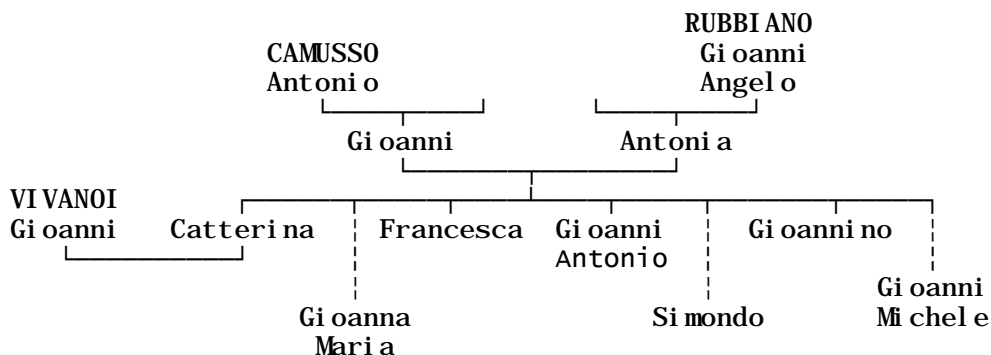 RUBBIANO
CAMUSSO Gioanni
Antonio Angelo
Gioanni Antonia
VIVANOI
Gioanni Catterina Francesca Gioanni Gioannino
Antonio
Gioanni
Gioanna Simondo Michele
Maria